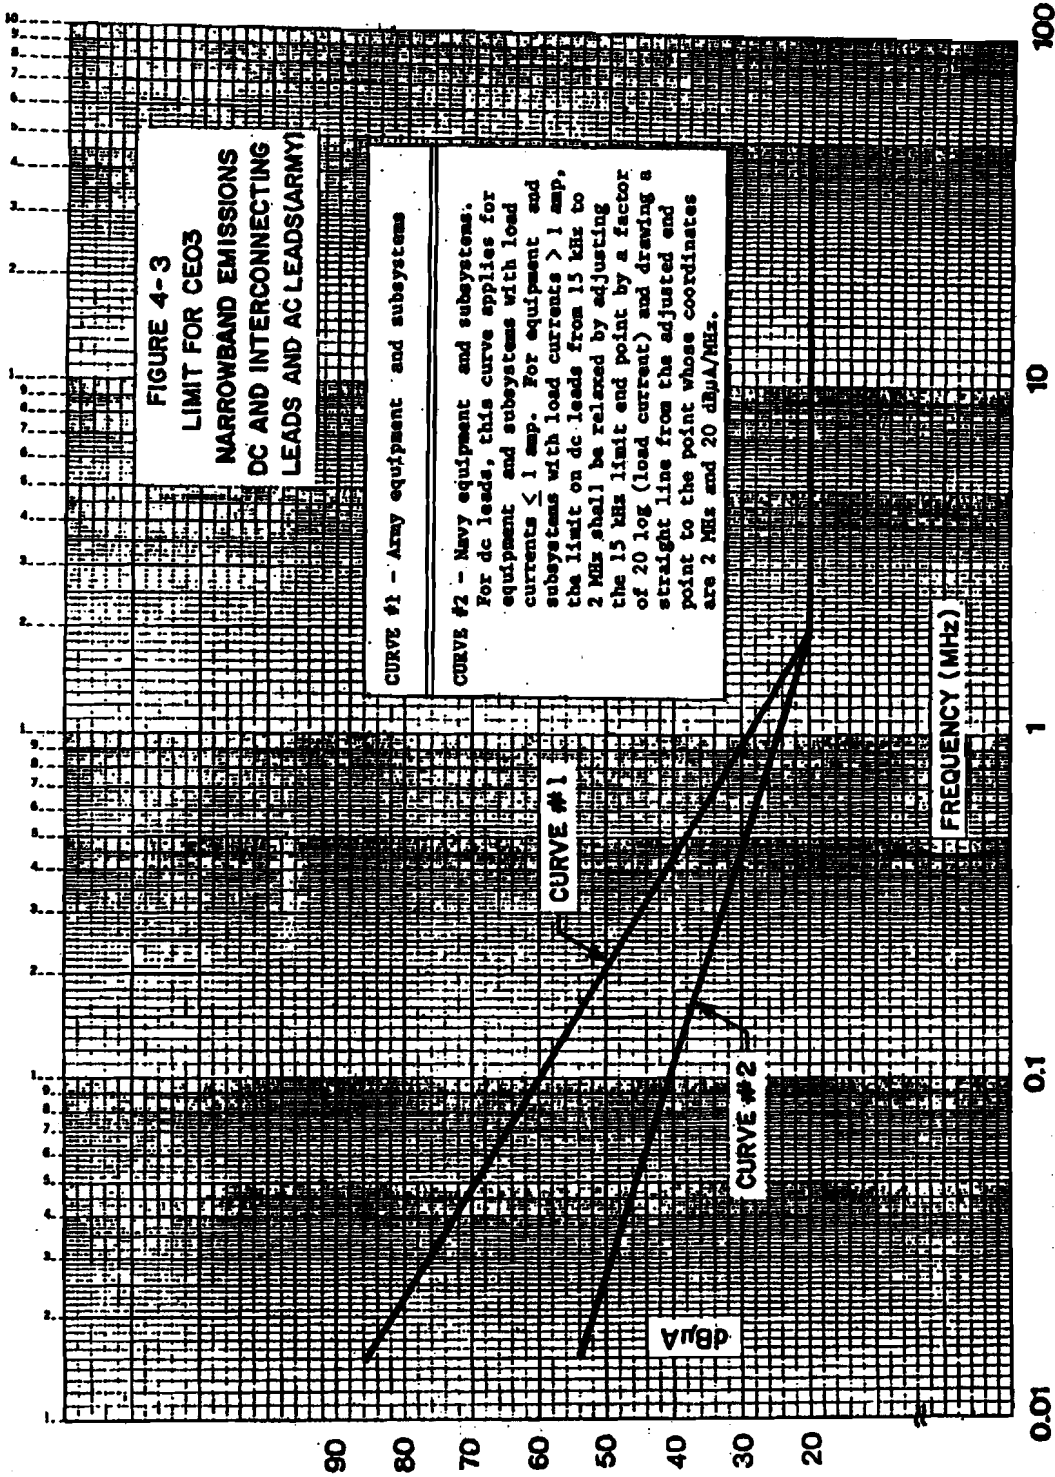 FIGURE 4-3
LIMIT FOR CE03
NARROWBAND EMISSIONS
DC AND INTERCONNECTING
LEADS AND AC LEADS(ARMY)
CURVE #1 - Army equipment and subsystems
CURVE #2 - Navy equipment and subsystems.
For dc leads, this curve applies for
equipment and subsystems with load
currents ≤ 1 amp. For equipment and
subsystems with load currents > 1 amp,
the limit on dc leads from 15 kHz to
2 MHz shall be relaxed by adjusting
the 15 kHz limit end point by a factor
of 20 log (load current) and drawing a
straight line from the adjusted end
point to the point whose coordinates
are 2 MHz and 20 dBµA/MHz.
CURVE #1
CURVE #2
dBµA
90
80
70
60
50
40
30
20
0.01
0.1
1
10
100
FREQUENCY (MHz)